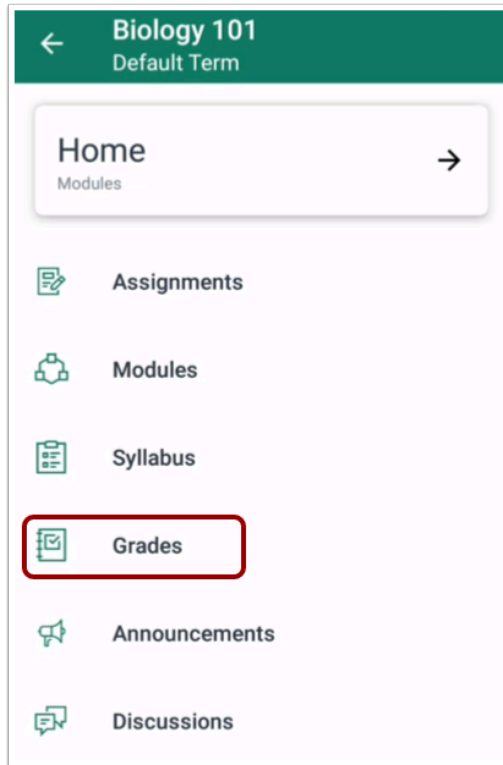 Biology 101
Default Term
Home
Modules
Assignments
Modules
Syllabus
Grades
Announcements
Discussions